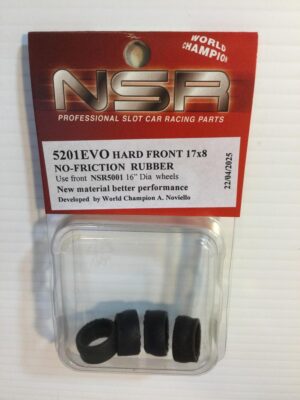 WORLD
CHAMPION
NSR
PROFESSIONAL SLOT CAR RACING PARTS
5201EVO HARD FRONT 17x8
NO-FRICTION RUBBER
Use front NSR5001 16" Dia wheels
New material better performance
Developed by World Champion A. Noviello
22/04/2025